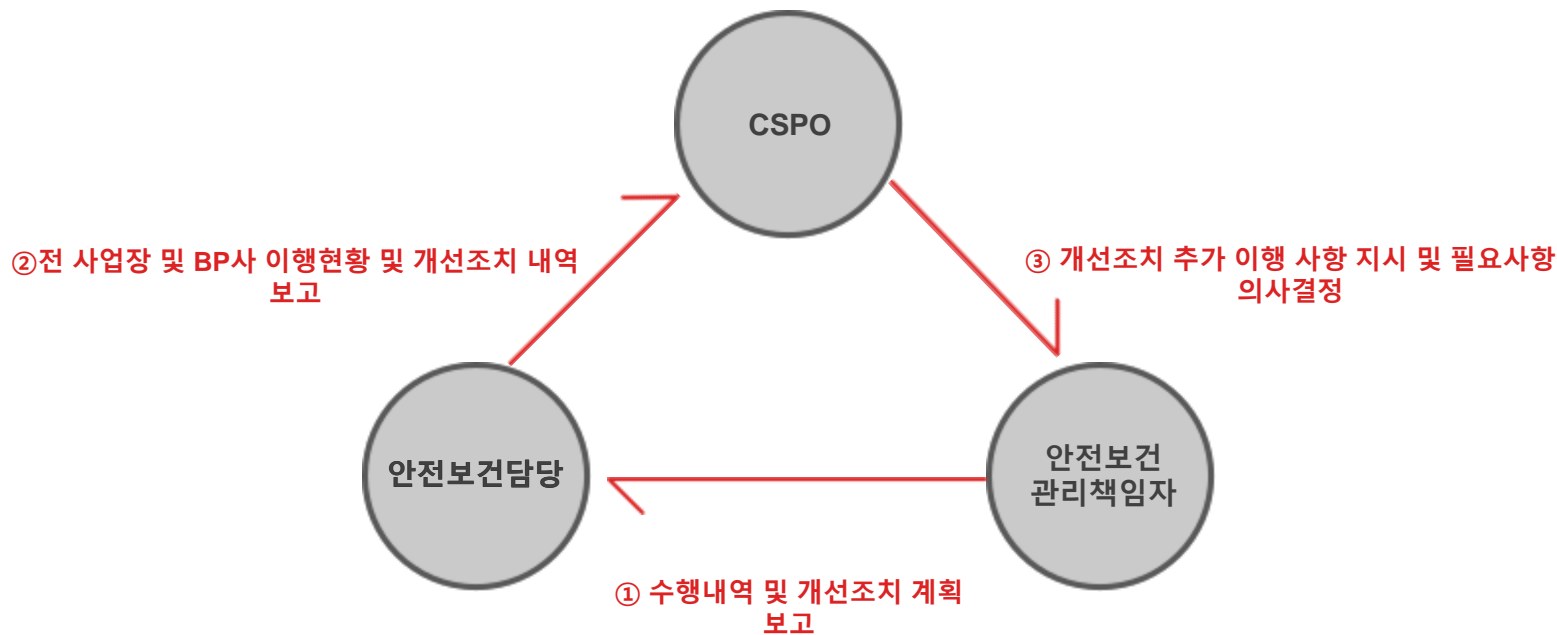 CSPO
②전 사업장 및 BP사 이행현황 및 개선조치 내역
보고
③ 개선조치 추가 이행 사항 지시 및 필요사항
의사결정
안전보건담당
안전보건
관리책임자
① 수행내역 및 개선조치 계획
보고